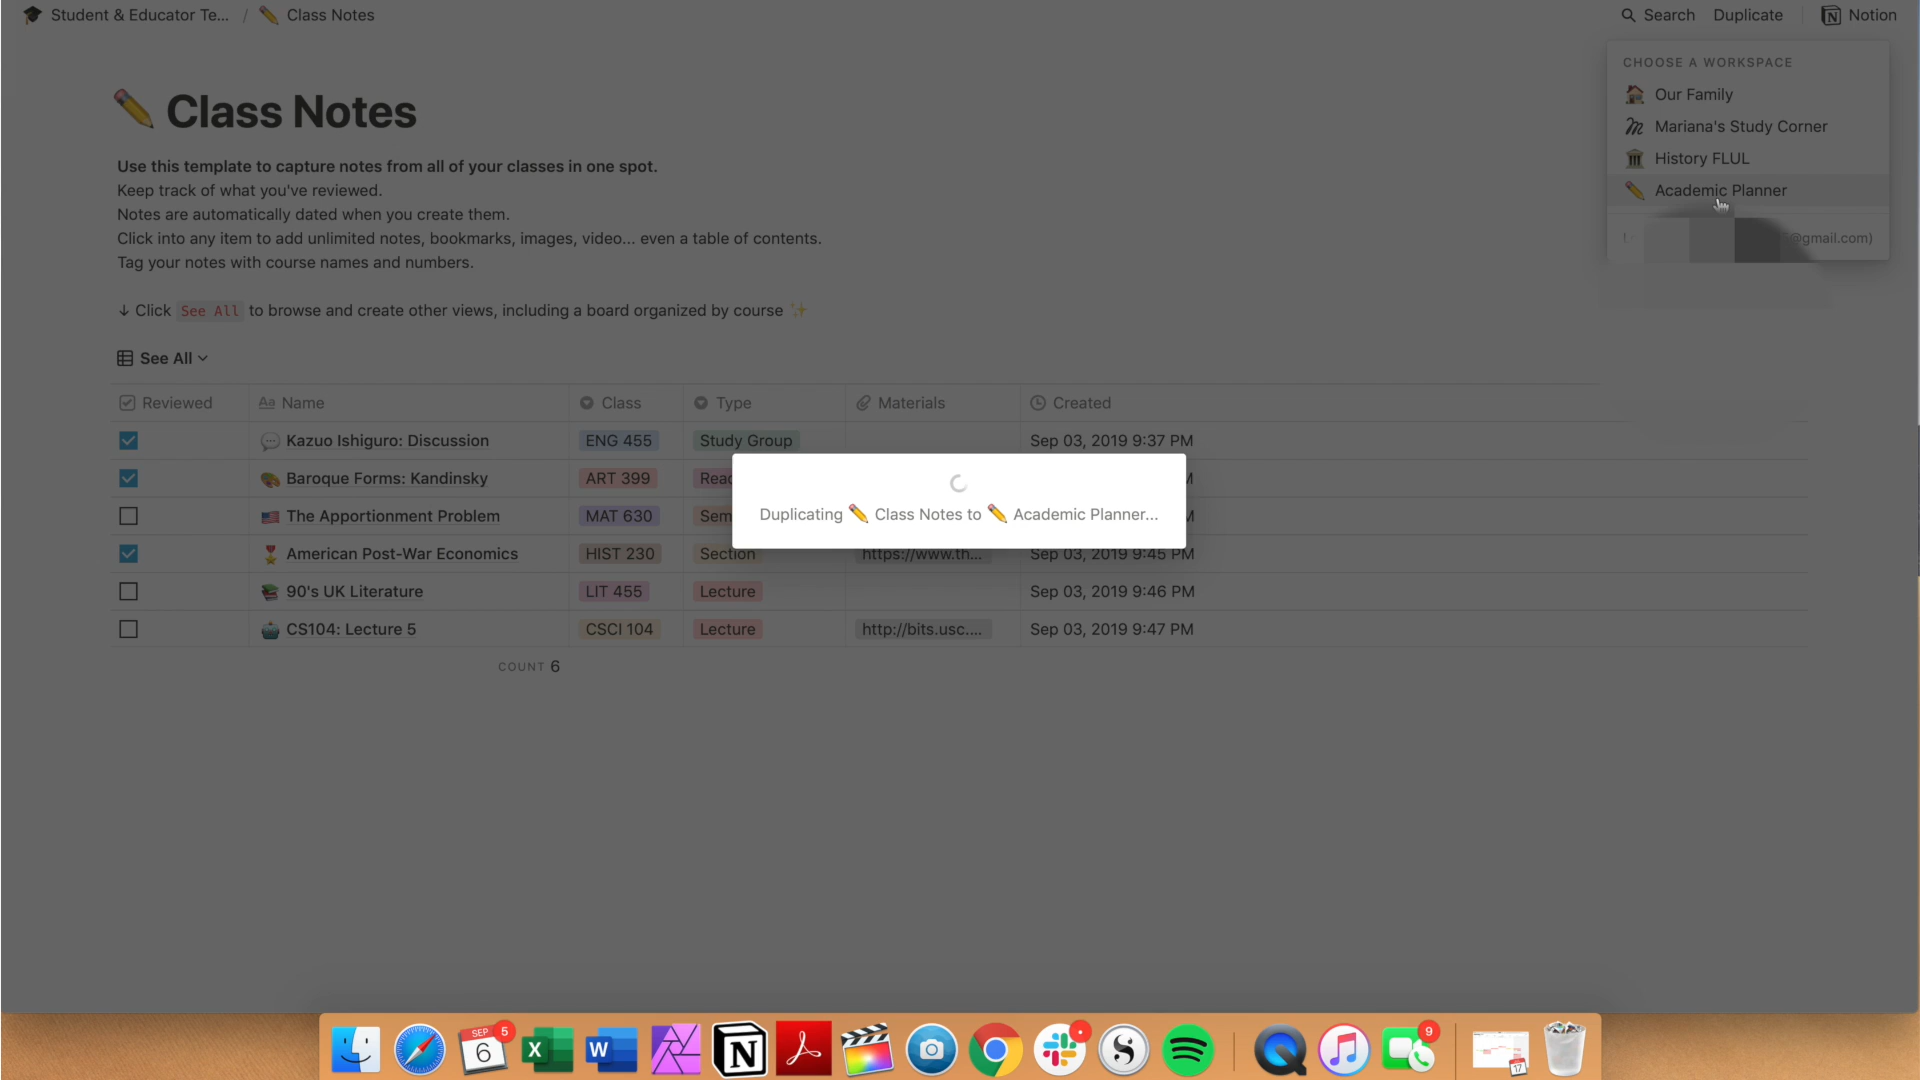 Student & Educator Te... / Class Notes
Search Duplicate Notion
CHOOSE A WORKSPACE
Our Family
Mariana's Study Corner
History FLUL
Academic Planner
@gmail.com)
Class Notes
Use this template to capture notes from all of your classes in one spot.
Keep track of what you've reviewed.
Notes are automatically dated when you create them.
Click into any item to add unlimited notes, bookmarks, images, video... even a table of contents.
Tag your notes with course names and numbers.
↓ Click See All to browse and create other views, including a board organized by course ✨
See All
Reviewed Aa Name Class Type Materials Created
Kazuo Ishiguro: Discussion ENG 455 Study Group Sep 03, 2019 9:37 PM
Baroque Forms: Kandinsky ART 399
The Apportionment Problem MAT 630
American Post-War Economics HIST 230 Section https://www.th... Sep 03, 2019 9:45 PM
90's UK Literature LIT 455 Lecture Sep 03, 2019 9:46 PM
CS104: Lecture 5 CSCI 104 Lecture http://bits.usc.... Sep 03, 2019 9:47 PM
COUNT 6
Duplicating ✏️ Class Notes to ✏️ Academic Planner...
SEP
6
5
9
17